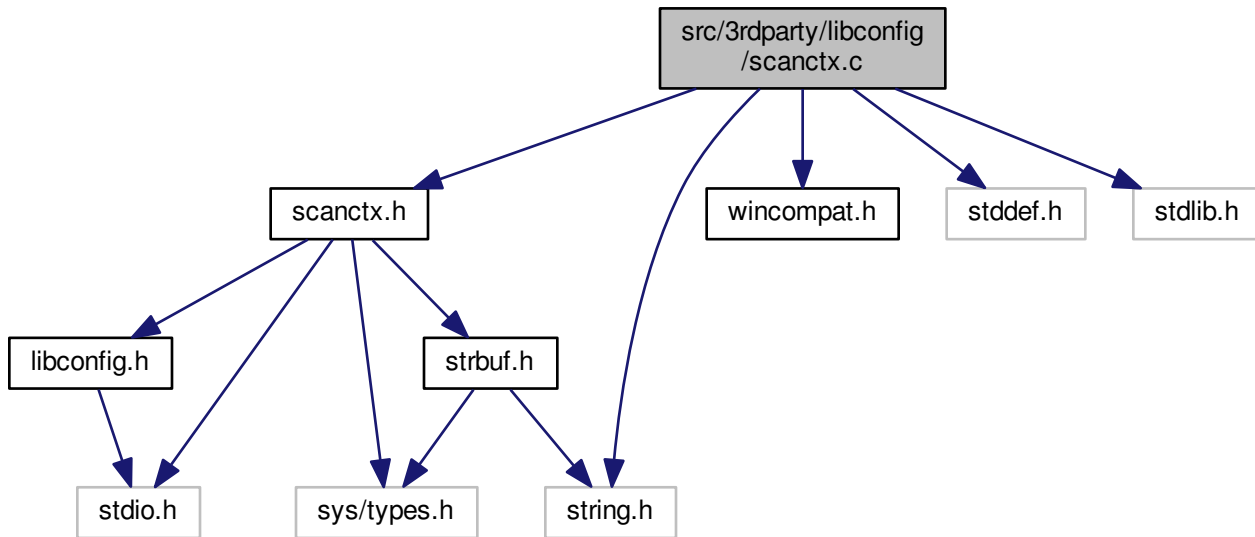 src/3rdparty/libconfig
/scanctx.c
scanctx.h
wincompat.h
stddef.h
stdlib.h
libconfig.h
strbuf.h
stdio.h
sys/types.h
string.h